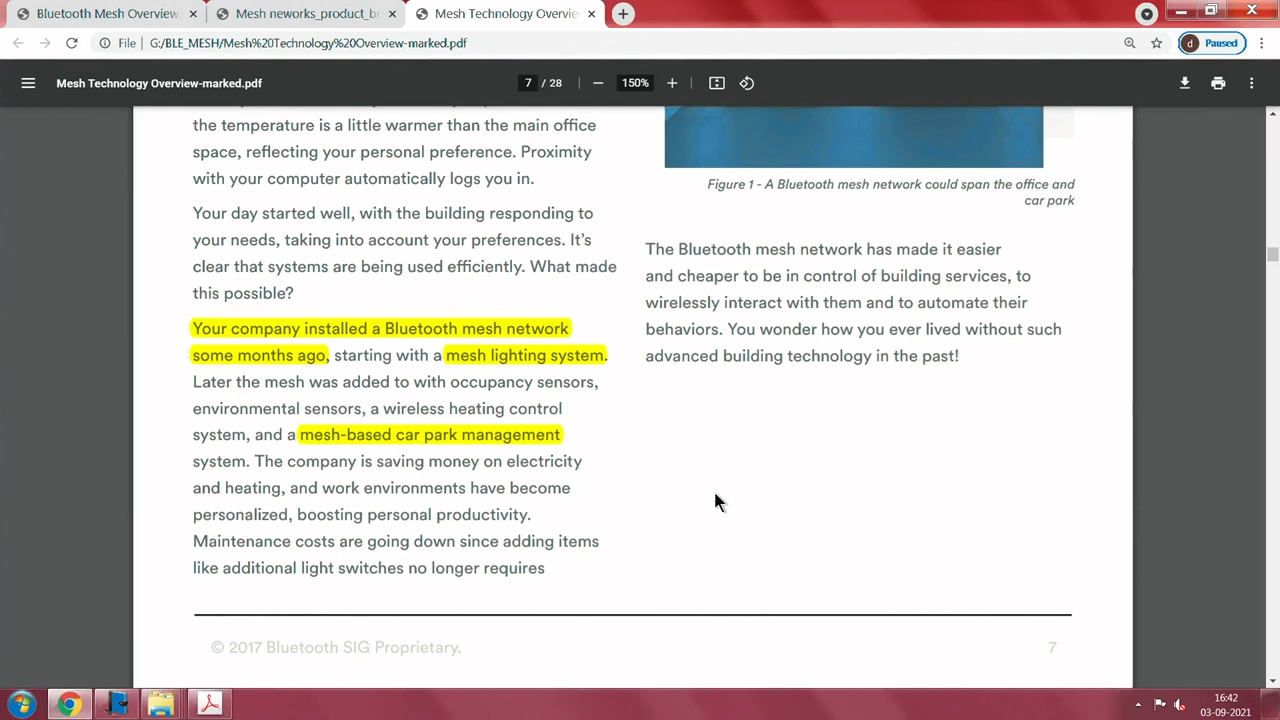 Bluetooth Mesh Overview
Mesh neworks_product_br
Mesh Technology Overvie
File
G:/BLE_MESH/Mesh%20Technology%20Overview-marked.pdf
d Paused
Mesh Technology Overview-marked.pdf
7 / 28
150%
the temperature is a little warmer than the main office
space, reflecting your personal preference. Proximity
with your computer automatically logs you in.
Your day started well, with the building responding to
your needs, taking into account your preferences. It's
clear that systems are being used efficiently. What made
this possible?
Your company installed a Bluetooth mesh network
some months ago, starting with a mesh lighting system.
Later the mesh was added to with occupancy sensors,
environmental sensors, a wireless heating control
system, and a mesh-based car park management
system. The company is saving money on electricity
and heating, and work environments have become
personalized, boosting personal productivity.
Maintenance costs are going down since adding items
like additional light switches no longer requires
Figure 1 - A Bluetooth mesh network could span the office and
car park
The Bluetooth mesh network has made it easier
and cheaper to be in control of building services, to
wirelessly interact with them and to automate their
behaviors. You wonder how you ever lived without such
advanced building technology in the past!
© 2017 Bluetooth SIG Proprietary.
7
16:42
03-09-2021